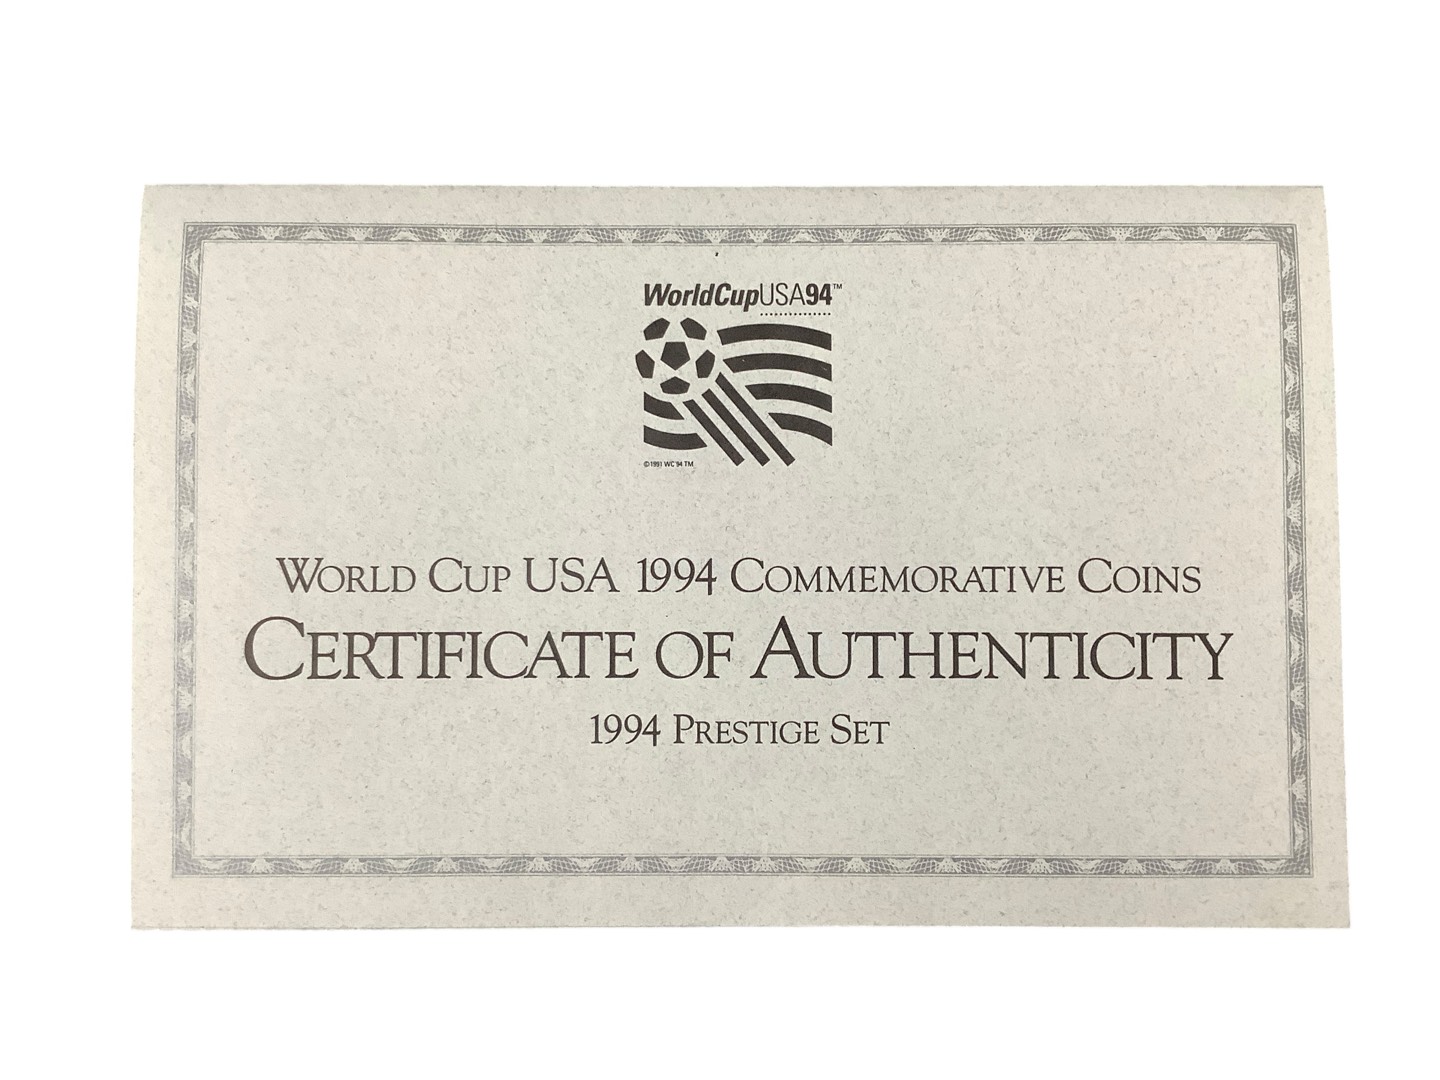 WorldCupUSA94™
©1991 WC'94 TM
WORLD CUP USA 1994 COMMEMORATIVE COINS
CERTIFICATE OF AUTHENTICITY
1994 PRESTIGE SET